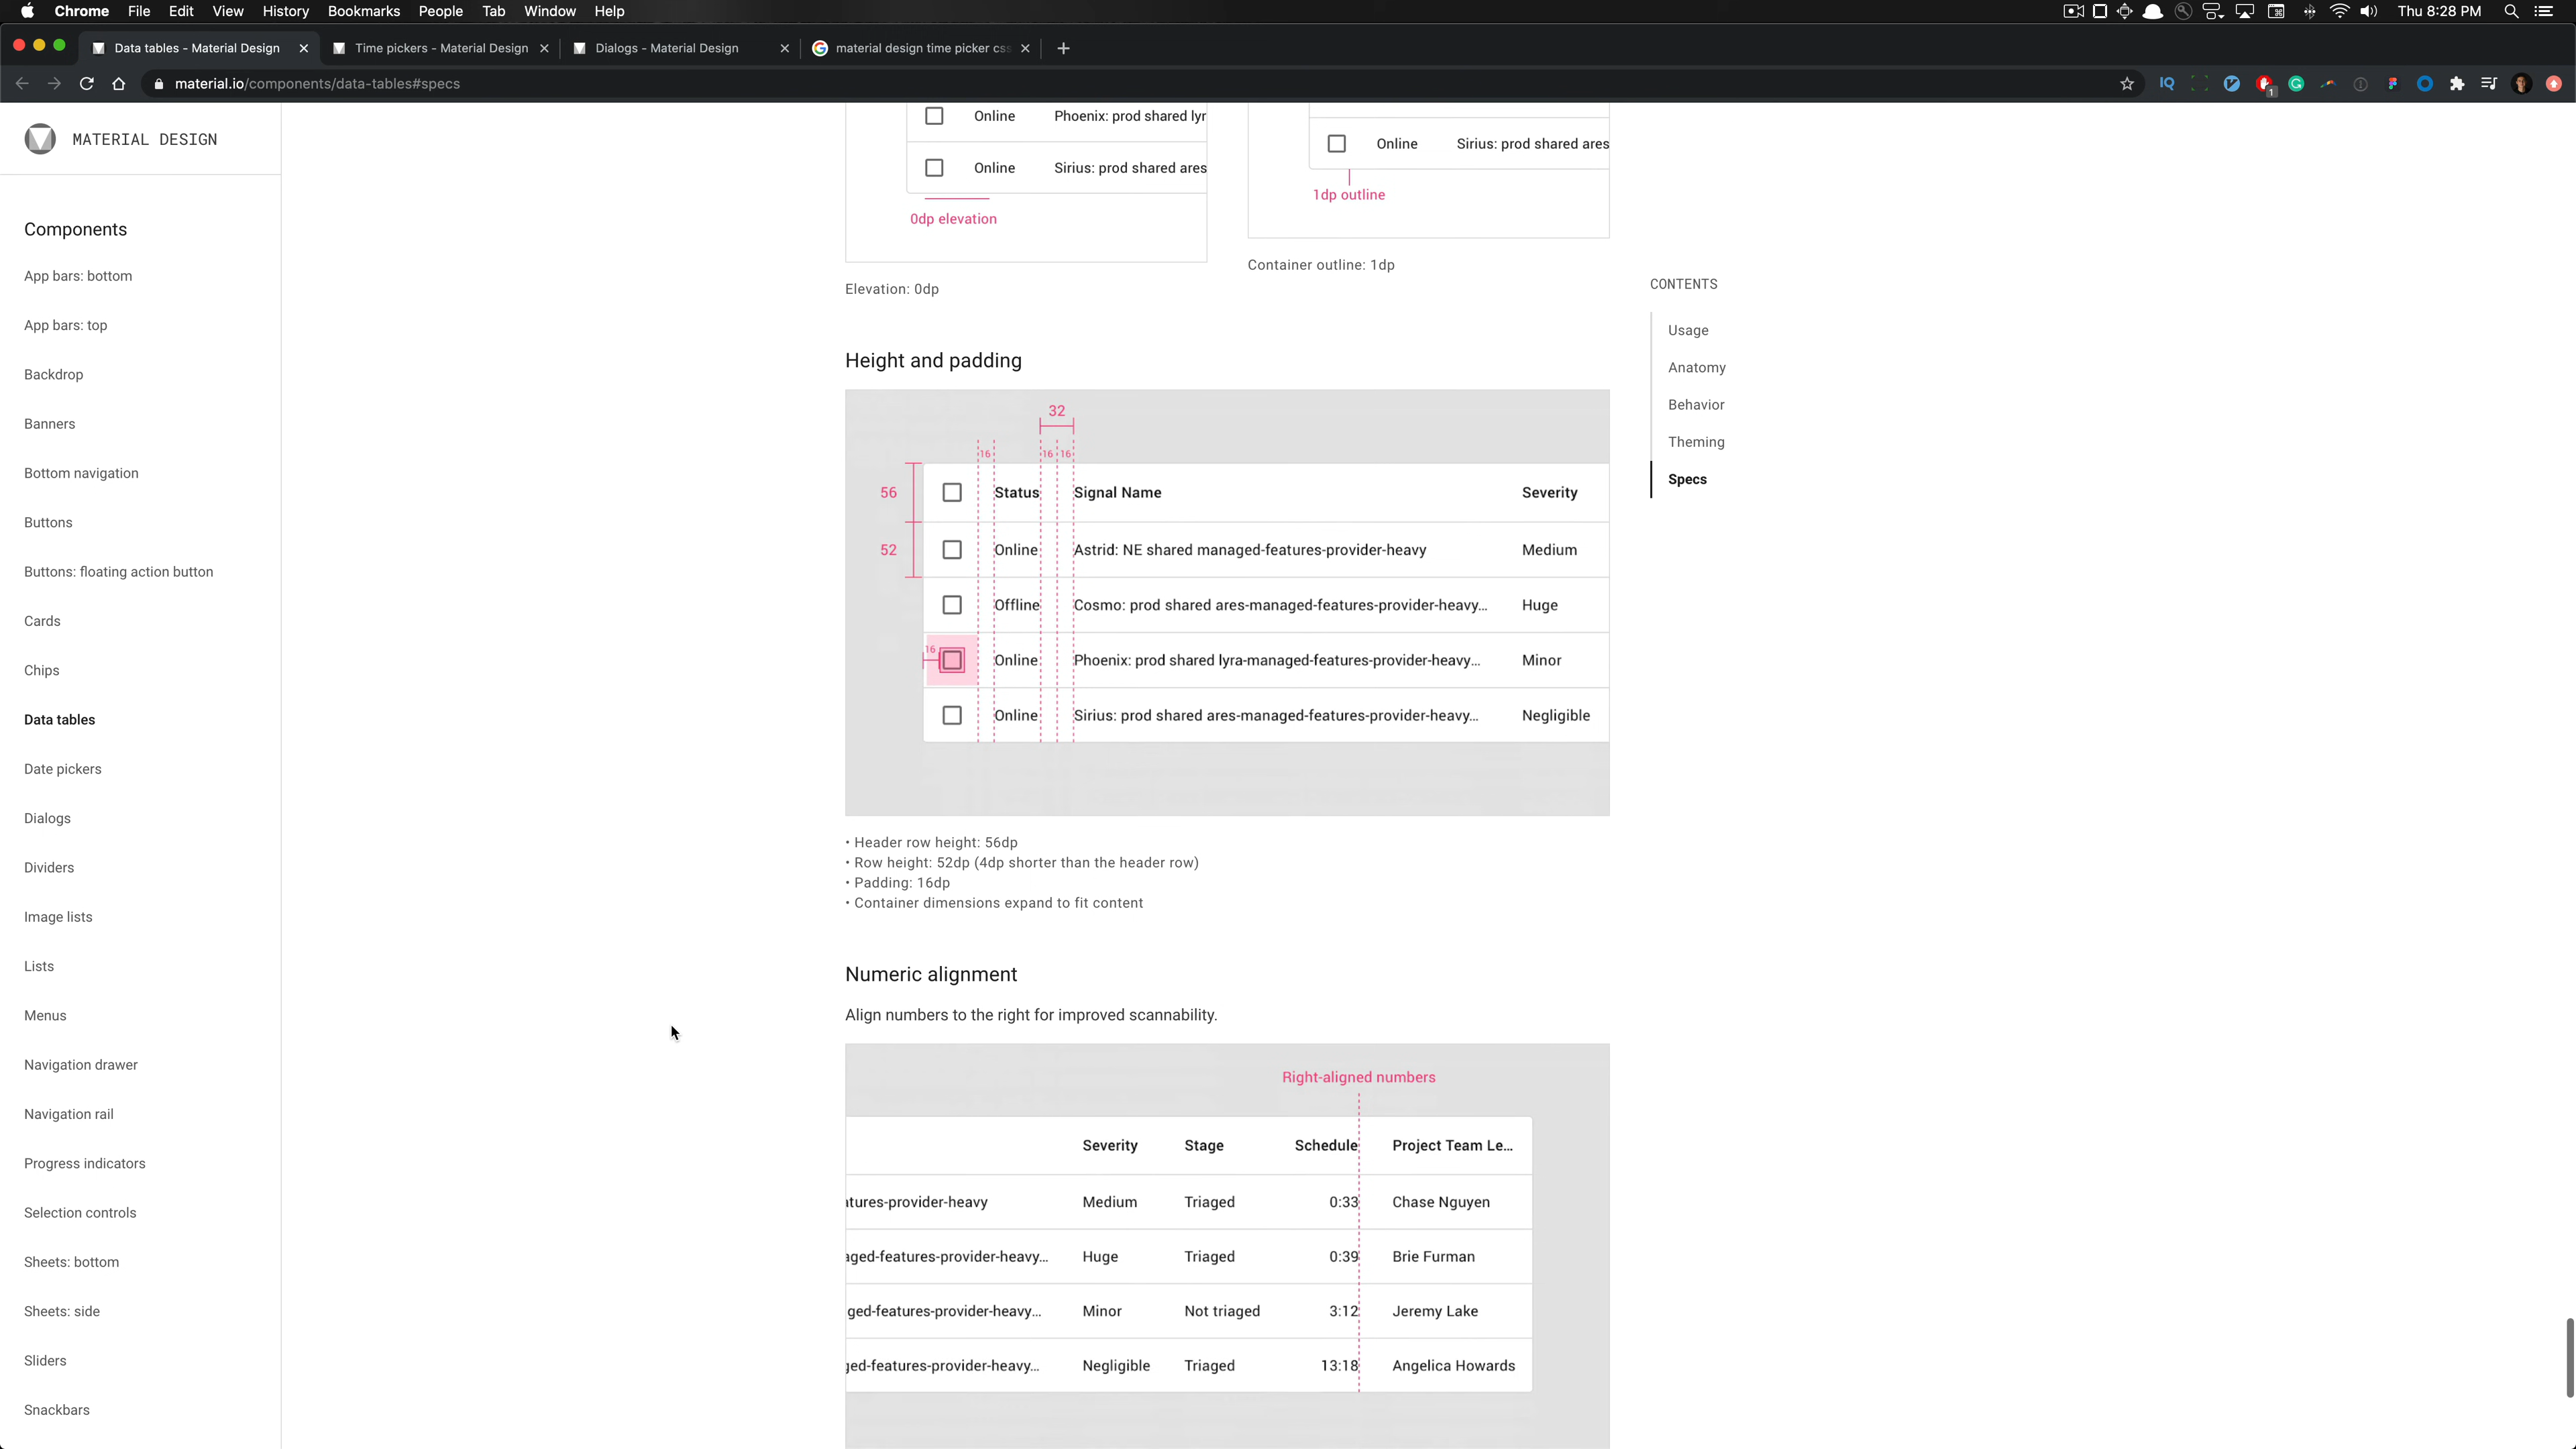 Chrome File Edit View History Bookmarks People Tab Window Help Thu 8:28 PM
Data tables - Material Design Time pickers - Material Design Dialogs - Material Design material design time picker css
material.io/components/data-tables#specs
1
MATERIAL DESIGN
Components
App bars: bottom
App bars: top
Backdrop
Banners
Bottom navigation
Buttons
Buttons: floating action button
Cards
Chips
Data tables
Date pickers
Dialogs
Dividers
Image lists
Lists
Menus
Navigation drawer
Navigation rail
Progress indicators
Selection controls
Sheets: bottom
Sheets: side
Sliders
Snackbars
Online Phoenix: prod shared lyr
Online Sirius: prod shared ares
0dp elevation
Elevation: 0dp
Online Sirius: prod shared ares
1dp outline
Container outline: 1dp
Height and padding
32
16 16 16
56 Status Signal Name Severity
52 Online Astrid: NE shared managed-features-provider-heavy Medium
Offline Cosmo: prod shared ares-managed-features-provider-heavy... Huge
16 Online Phoenix: prod shared lyra-managed-features-provider-heavy... Minor
Online Sirius: prod shared ares-managed-features-provider-heavy... Negligible
• Header row height: 56dp
• Row height: 52dp (4dp shorter than the header row)
• Padding: 16dp
• Container dimensions expand to fit content
Numeric alignment
Align numbers to the right for improved scannability.
Right-aligned numbers
Severity Stage Schedule Project Team Le...
atures-provider-heavy Medium Triaged 0:33 Chase Nguyen
aged-features-provider-heavy... Huge Triaged 0:39 Brie Furman
ged-features-provider-heavy... Minor Not triaged 3:12 Jeremy Lake
ged-features-provider-heavy... Negligible Triaged 13:18 Angelica Howards
CONTENTS
Usage
Anatomy
Behavior
Theming
Specs